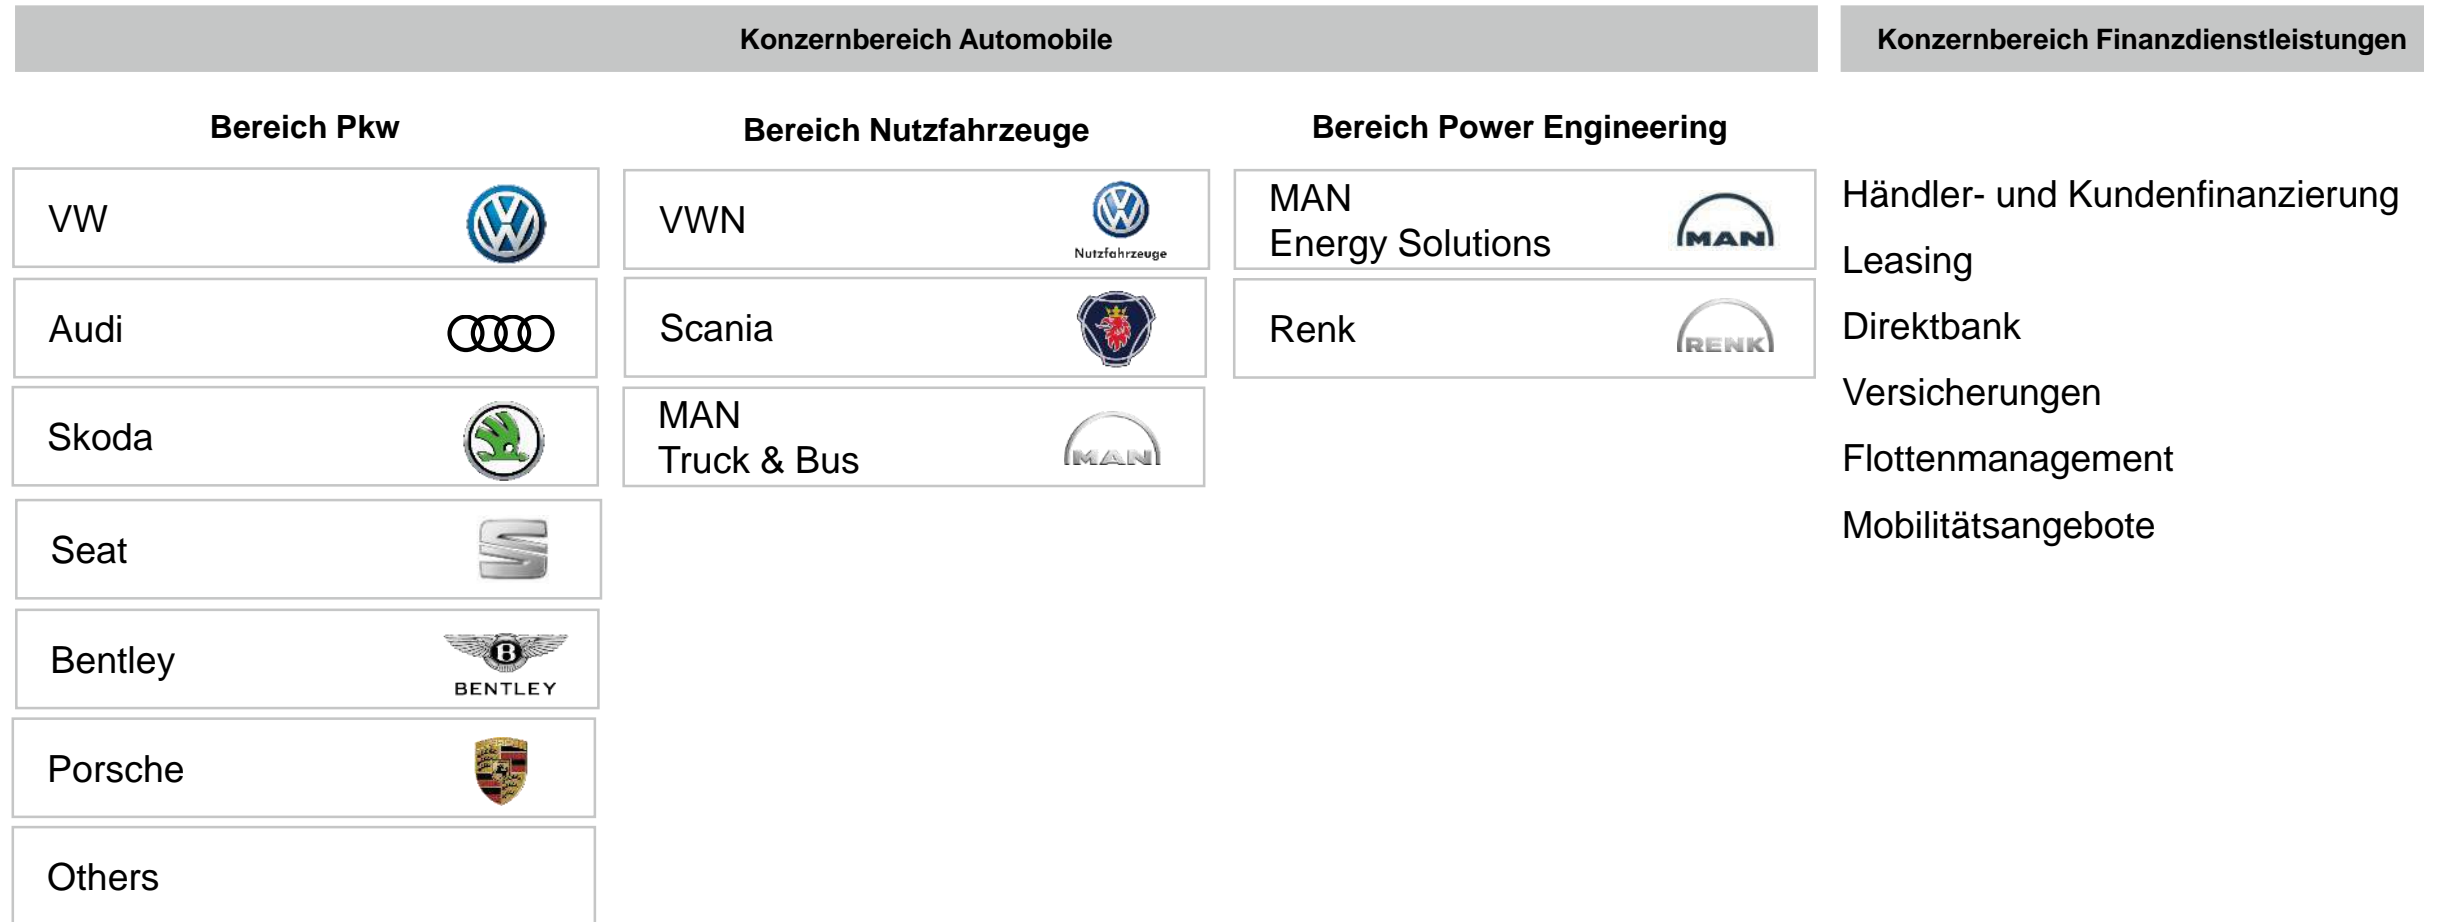 Konzernbereich Automobile
Konzernbereich Finanzdienstleistungen
Bereich Pkw
Bereich Nutzfahrzeuge
Bereich Power Engineering
VW
Audi
Skoda
Seat
Bentley
BENTLEY
Porsche
Others
VWN
Nutzfahrzeuge
Scania
MAN
Truck & Bus
MAN
MAN
Energy Solutions
MAN
Renk
RENK
Händler- und Kundenfinanzierung
Leasing
Direktbank
Versicherungen
Flottenmanagement
Mobilitätsangebote